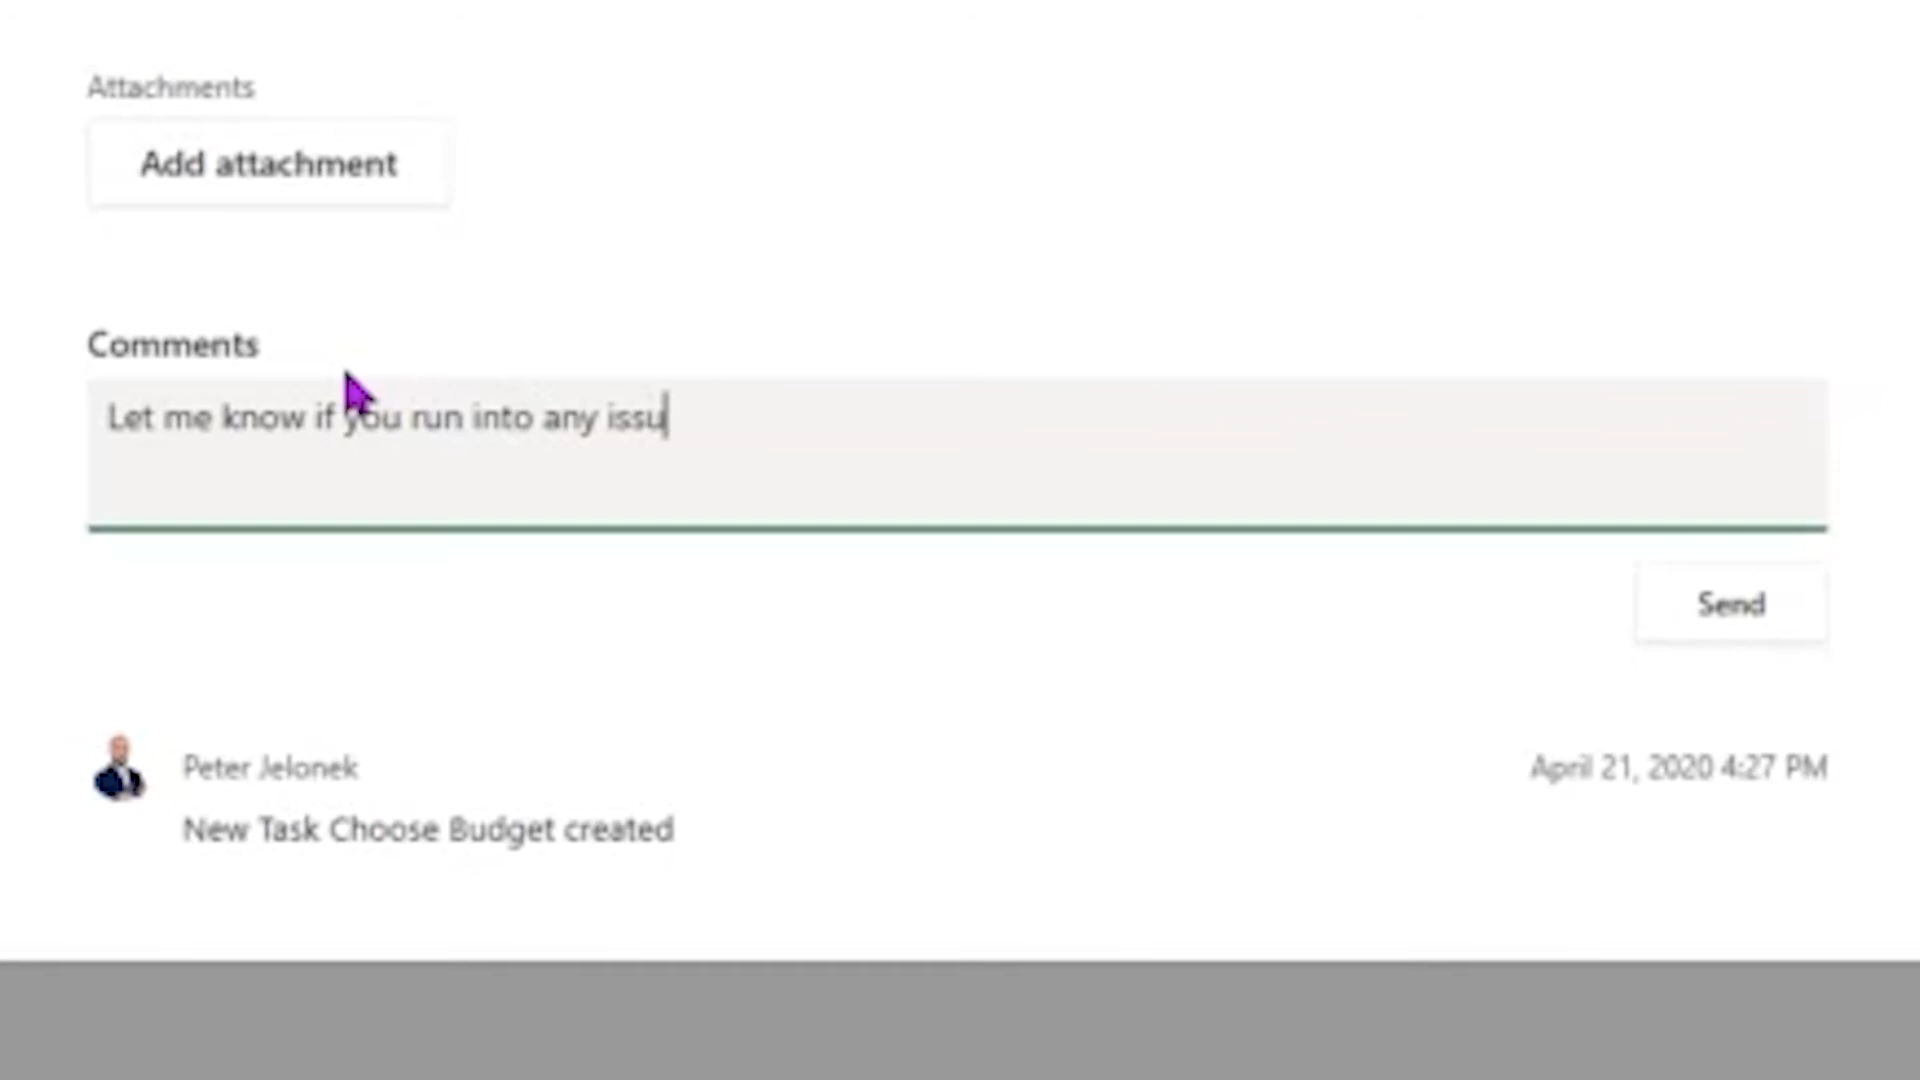 Attachments
Add attachment
Comments
Let me know if you run into any issu
Send
Peter Jelonek
April 21, 2020 4:27 PM
New Task Choose Budget created